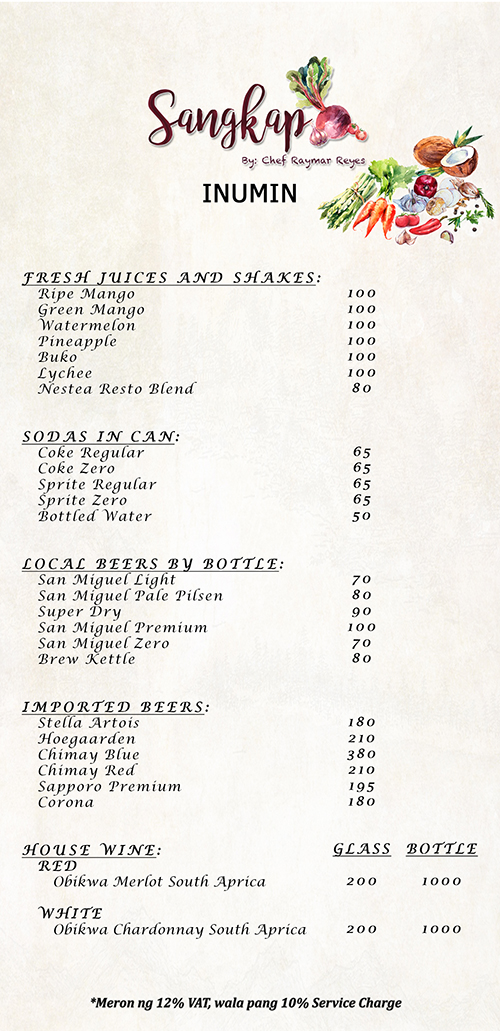 Sangkap
By: Chef Raymar Reyes
INUMIN
FRESH JUICES AND SHAKES:
Ripe Mango 100
Green Mango 100
Watermelon 100
Pineapple 100
Buko 100
Lychee 100
Nestea Resto Blend 80
SODAS IN CAN:
Coke Regular 65
Coke Zero 65
Sprite Regular 65
Sprite Zero 65
Bottled Water 50
LOCAL BEERS BY BOTTLE:
San Miguel Light 70
San Miguel Pale Pilsen 80
Super Dry 90
San Miguel Premium 100
San Miguel Zero 70
Brew Kettle 80
IMPORTED BEERS:
Stella Artois 180
Hoegaarden 210
Chimay Blue 380
Chimay Red 210
Sapporo Premium 195
Corona 180
HOUSE WINE: GLASS BOTTLE
RED
Obikwa Merlot South Aprica 200 1000
WHITE
Obikwa Chardonnay South Aprica 200 1000
*Meron ng 12% VAT, wala pang 10% Service Charge